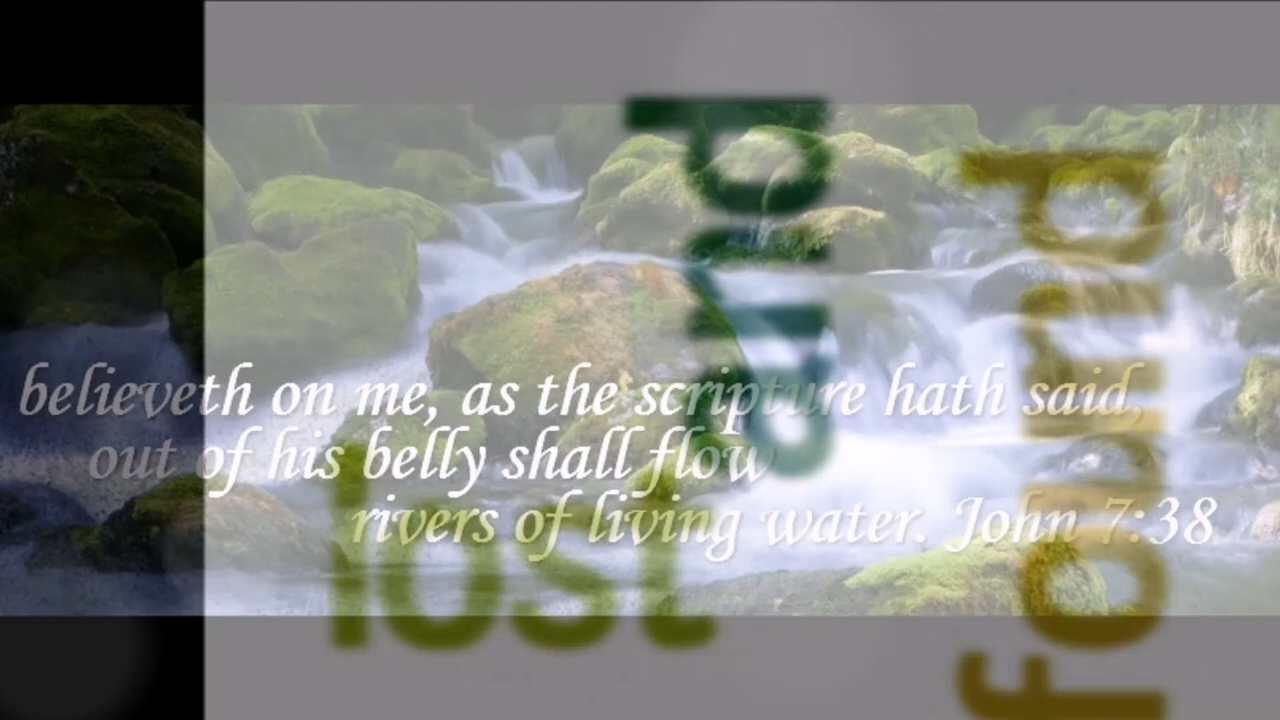 believeth on me, as the scripture hath said,
out of his belly shall flow
rivers of living water. John 7:38
lost
and
found